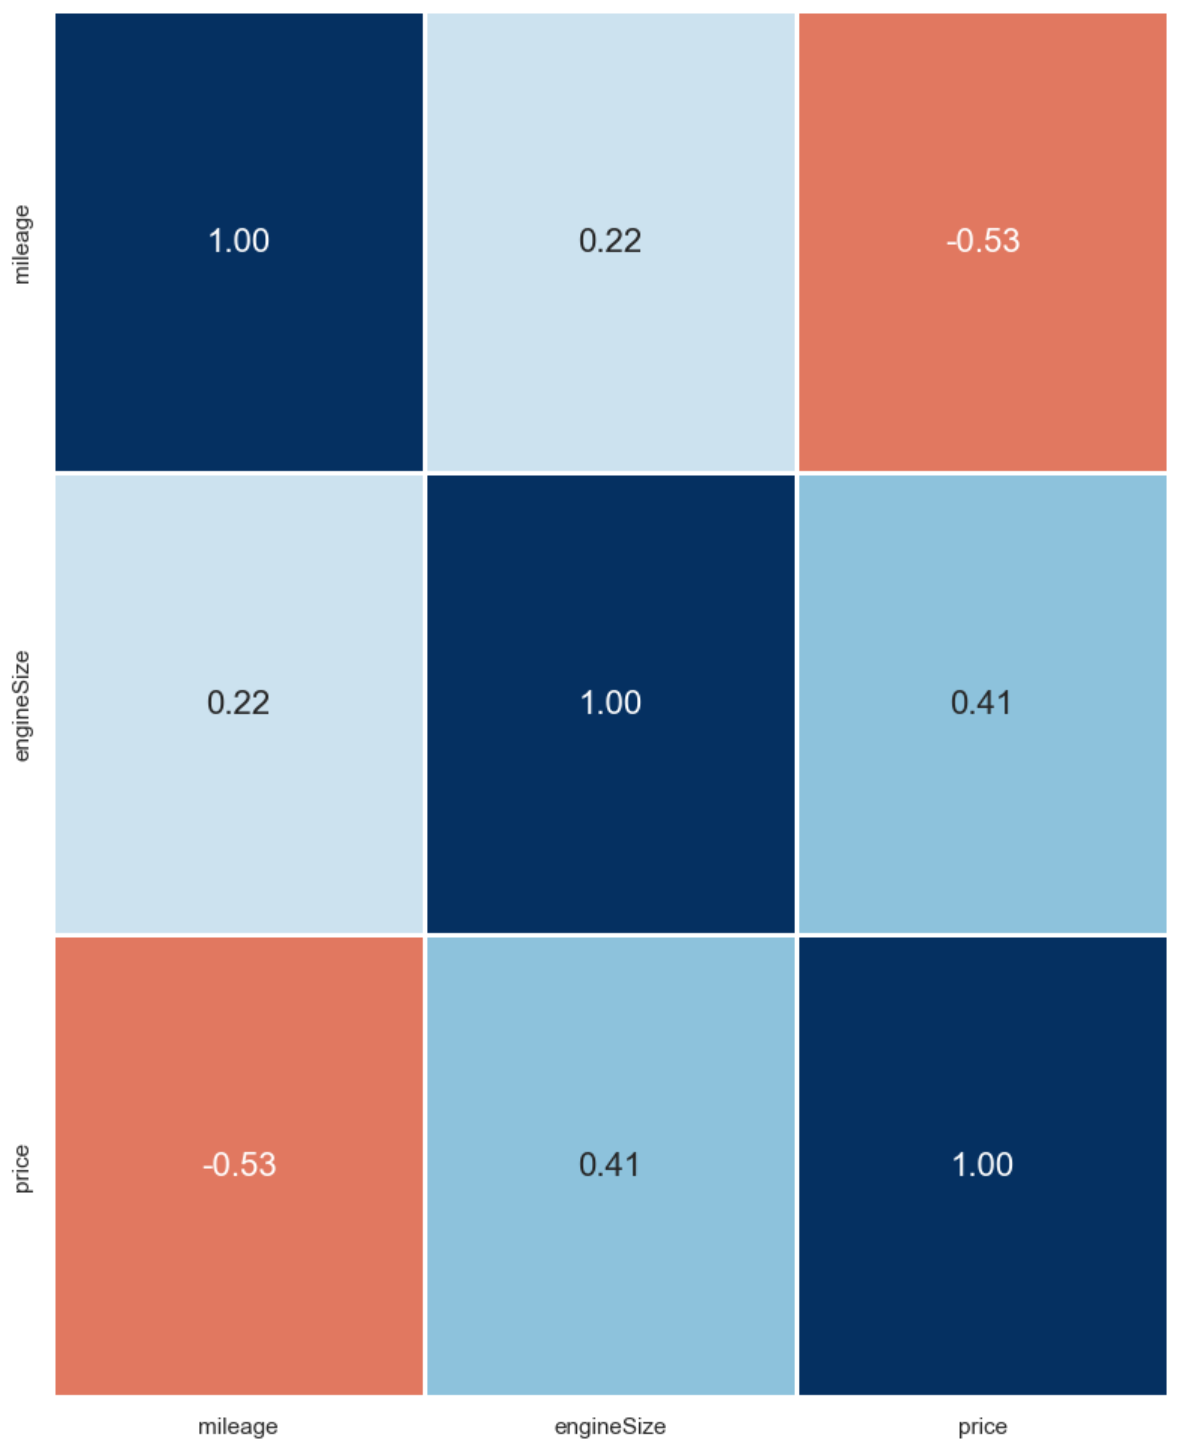 mileage
1.00 0.22 -0.53
engineSize
0.22 1.00 0.41
price
-0.53 0.41 1.00
mileage engineSize price